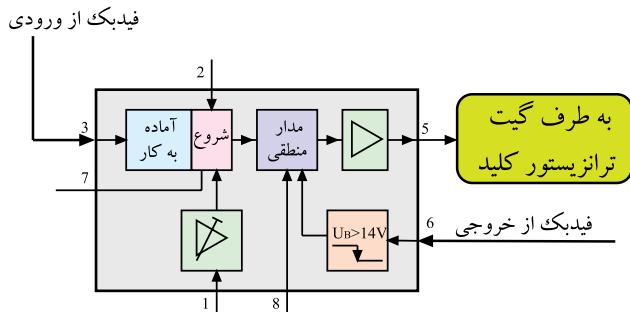 فیدبک از ورودی
2
3
آماده
به کار
شروع
مدار
منطقی
5
به طرف گیت
ترانزیستور کلید
7
UB>14V
6
فیدبک از خروجی
1
8